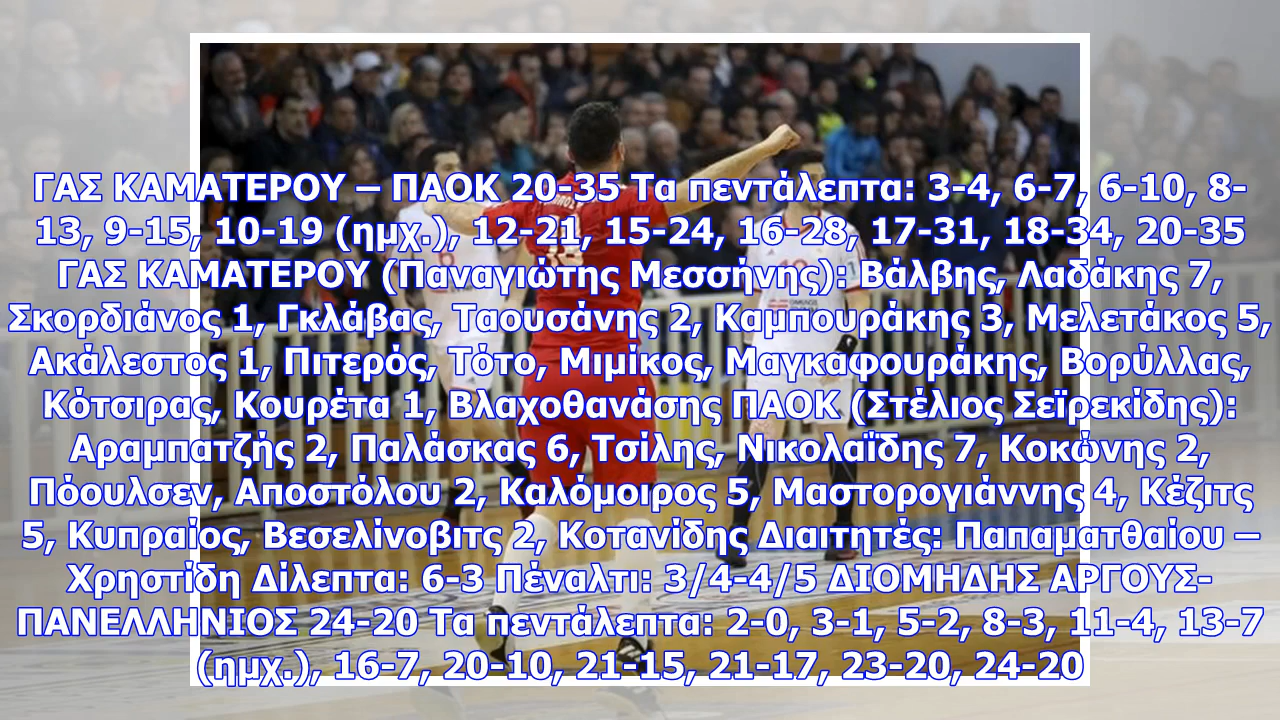 ΓΑΣ ΚΑΜΑΤΕΡΟΥ – ΠΑΟΚ 20-35 Τα πεντάλεπτα: 3-4, 6-7, 6-10, 8-
13, 9-15, 10-19 (ημχ.), 12-21, 15-24, 16-28, 17-31, 18-34, 20-35
ΓΑΣ ΚΑΜΑΤΕΡΟΥ (Παναγιώτης Μεσσήνης): Βάλβης, Λαδάκης 7,
Σκορδιάνος 1, Γκλάβας, Ταουσάνης 2, Καμπουράκης 3, Μελετάκος 5,
Ακάλεστος 1, Πιτερός, Τότο, Μιμίκος, Μαγκαφουράκης, Βορύλλας,
Κότσιρας, Κουρέτα 1, Βλαχοθανάσης ΠΑΟΚ (Στέλιος Σεϊρεκίδης):
Αραμπατζής 2, Παλάσκας 6, Τσίλης, Νικολαΐδης 7, Κοκώνης 2,
Πόουλσεν, Αποστόλου 2, Καλόμοιρος 5, Μαστορογιάννης 4, Κέζιτς
5, Κυπραίος, Βεσελίνοβιτς 2, Κοτανίδης Διαιτητές: Παπαματθαίου –
Χρηστίδη Δίλεπτα: 6-3 Πέναλτι: 3/4-4/5 ΔΙΟΜΗΔΗΣ ΑΡΓΟΥΣ-
ΠΑΝΕΛΛΗΝΙΟΣ 24-20 Τα πεντάλεπτα: 2-0, 3-1, 5-2, 8-3, 11-4, 13-7
(ημχ.), 16-7, 20-10, 21-15, 21-17, 23-20, 24-20